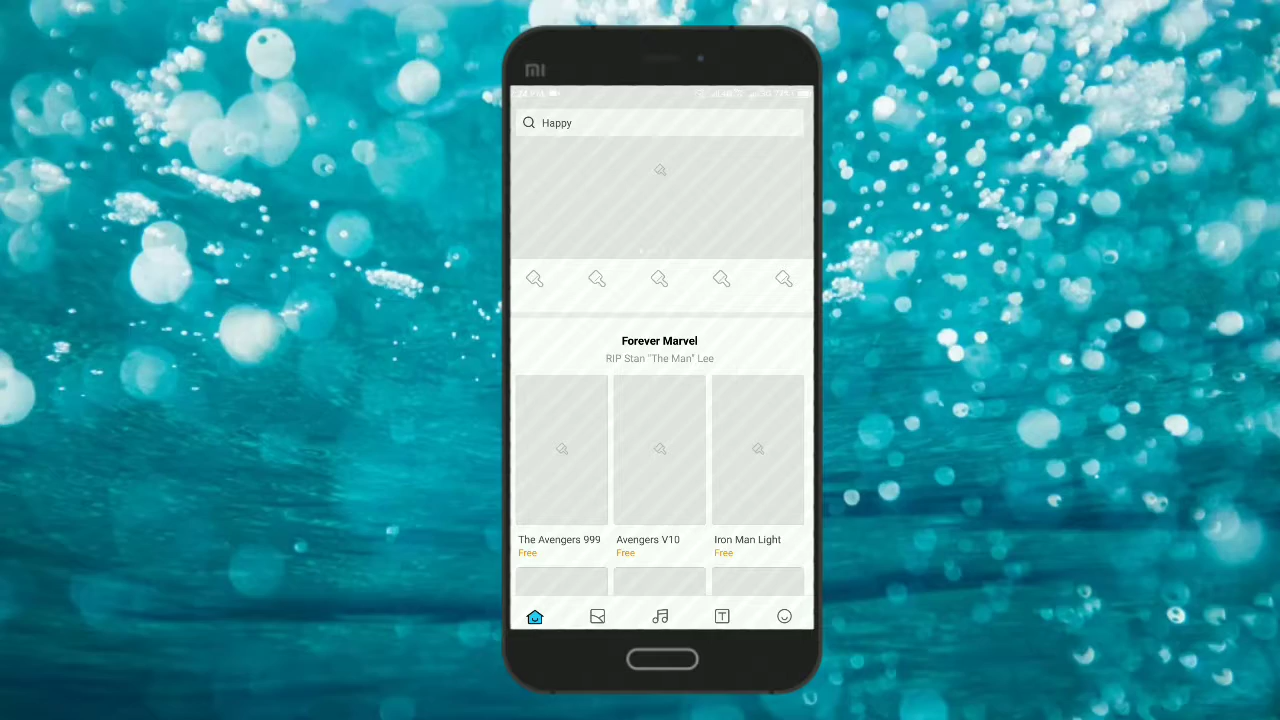 mi
Happy
Forever Marvel
RIP Stan "The Man" Lee
The Avengers 999
Avengers V10
Iron Man Light
Free
Free
Free
T